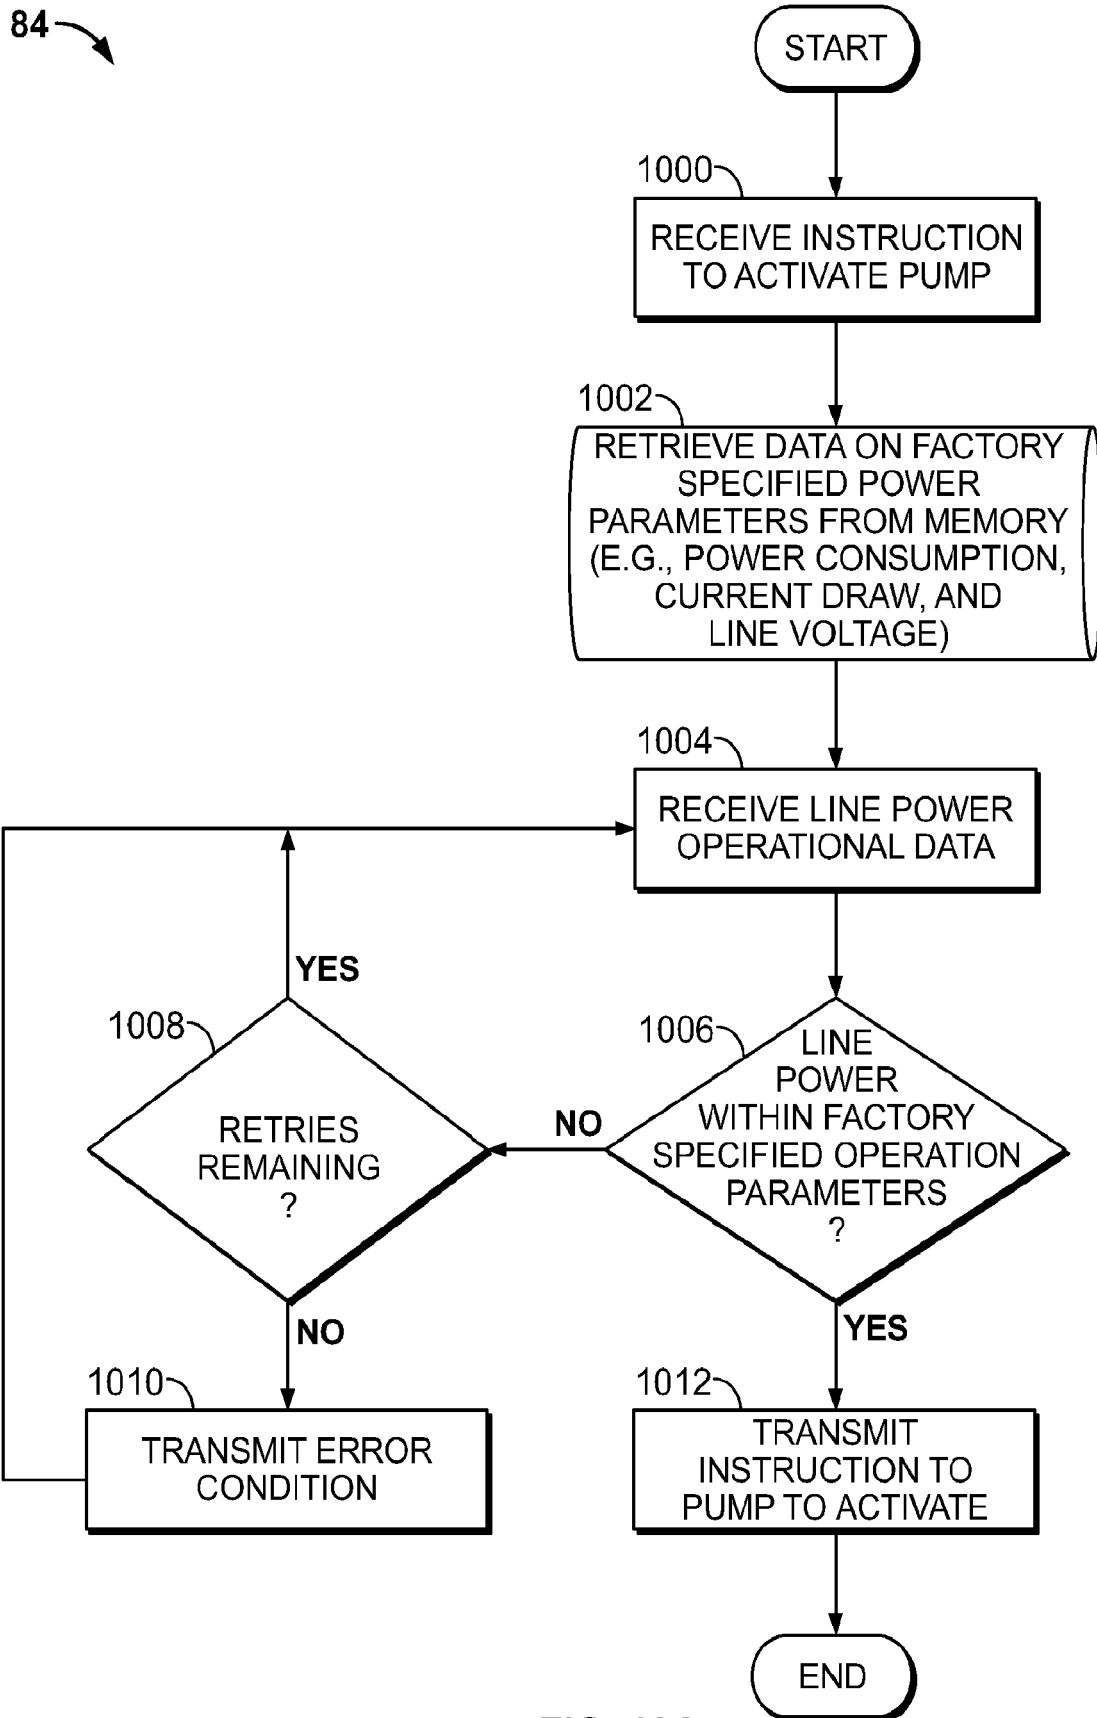 84
START
1000
RECEIVE INSTRUCTION
TO ACTIVATE PUMP
1002
RETRIEVE DATA ON FACTORY
SPECIFIED POWER
PARAMETERS FROM MEMORY
(E.G., POWER CONSUMPTION,
CURRENT DRAW, AND
LINE VOLTAGE)
1004
RECEIVE LINE POWER
OPERATIONAL DATA
YES
1008
RETRIES
REMAINING
?
NO
1006
LINE
POWER
WITHIN FACTORY
SPECIFIED OPERATION
PARAMETERS
?
NO
YES
1010
TRANSMIT ERROR
CONDITION
1012
TRANSMIT
INSTRUCTION TO
PUMP TO ACTIVATE
END